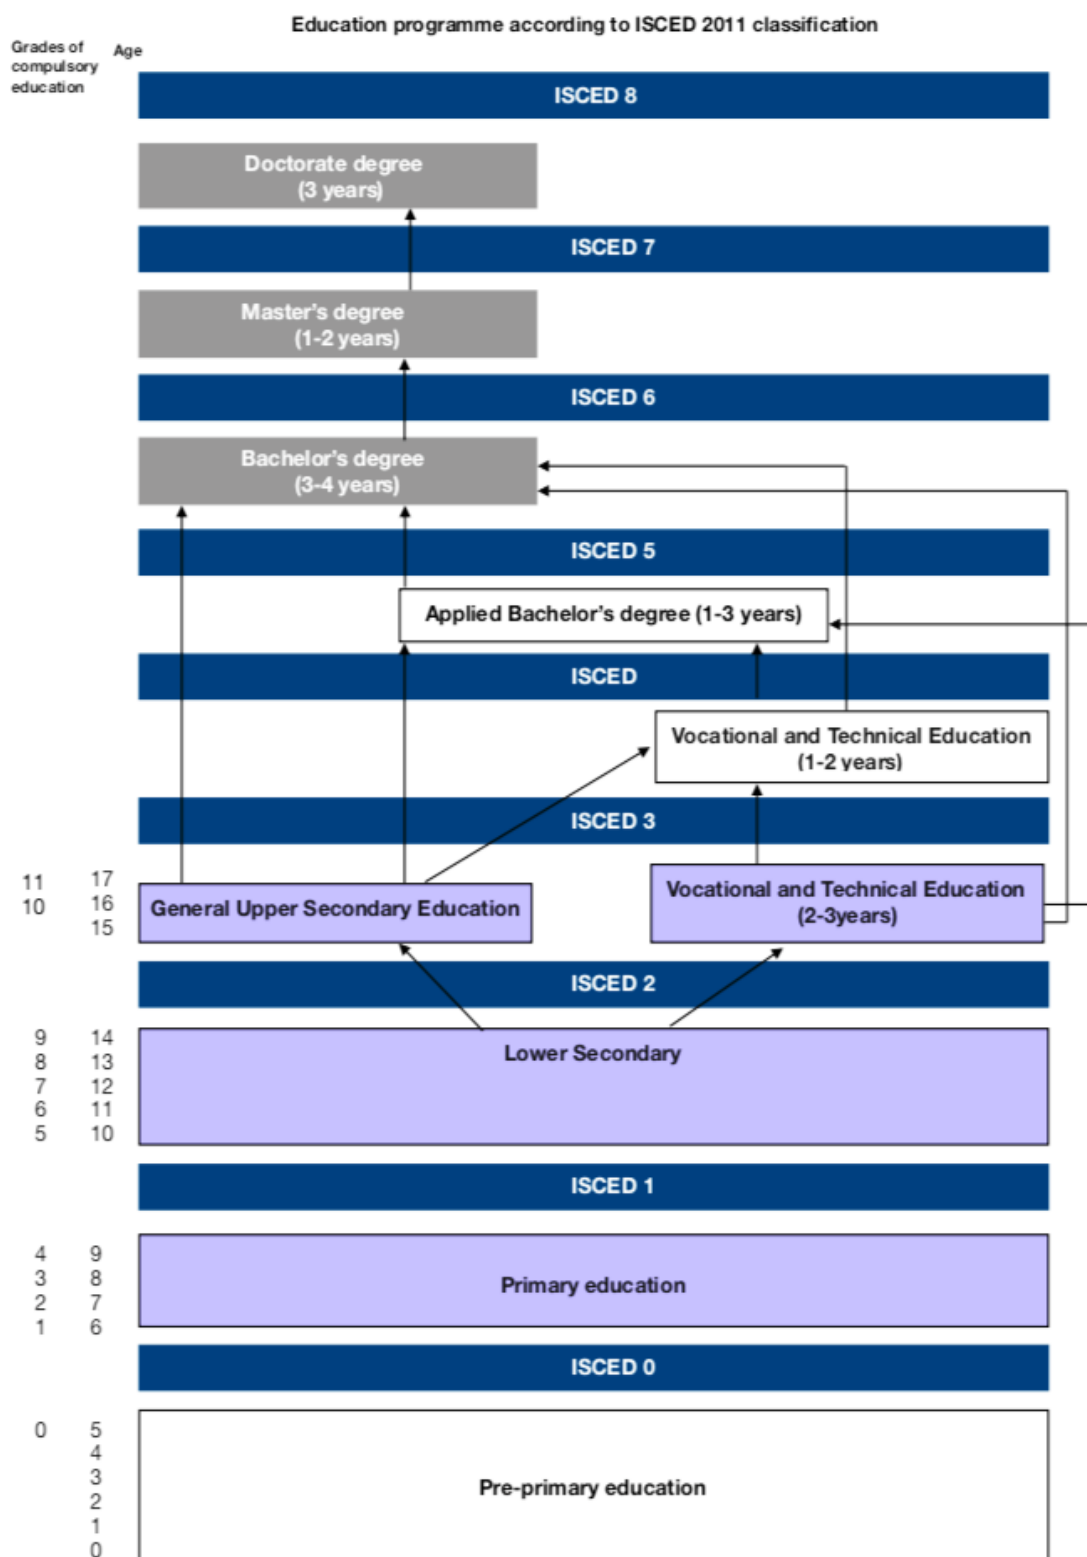 Education programme according to ISCED 2011 classification
Grades of
compulsory
education
Age
ISCED 8
Doctorate degree
(3 years)
ISCED 7
Master's degree
(1-2 years)
ISCED 6
Bachelor's degree
(3-4 years)
ISCED 5
Applied Bachelor's degree (1-3 years)
ISCED
Vocational and Technical Education
(1-2 years)
ISCED 3
11 17
10 16
15
General Upper Secondary Education
Vocational and Technical Education
(2-3years)
ISCED 2
9 14
8 13
7 12
6 11
5 10
Lower Secondary
ISCED 1
4 9
3 8
2 7
1 6
Primary education
ISCED 0
0 5
4
3
2
1
0
Pre-primary education